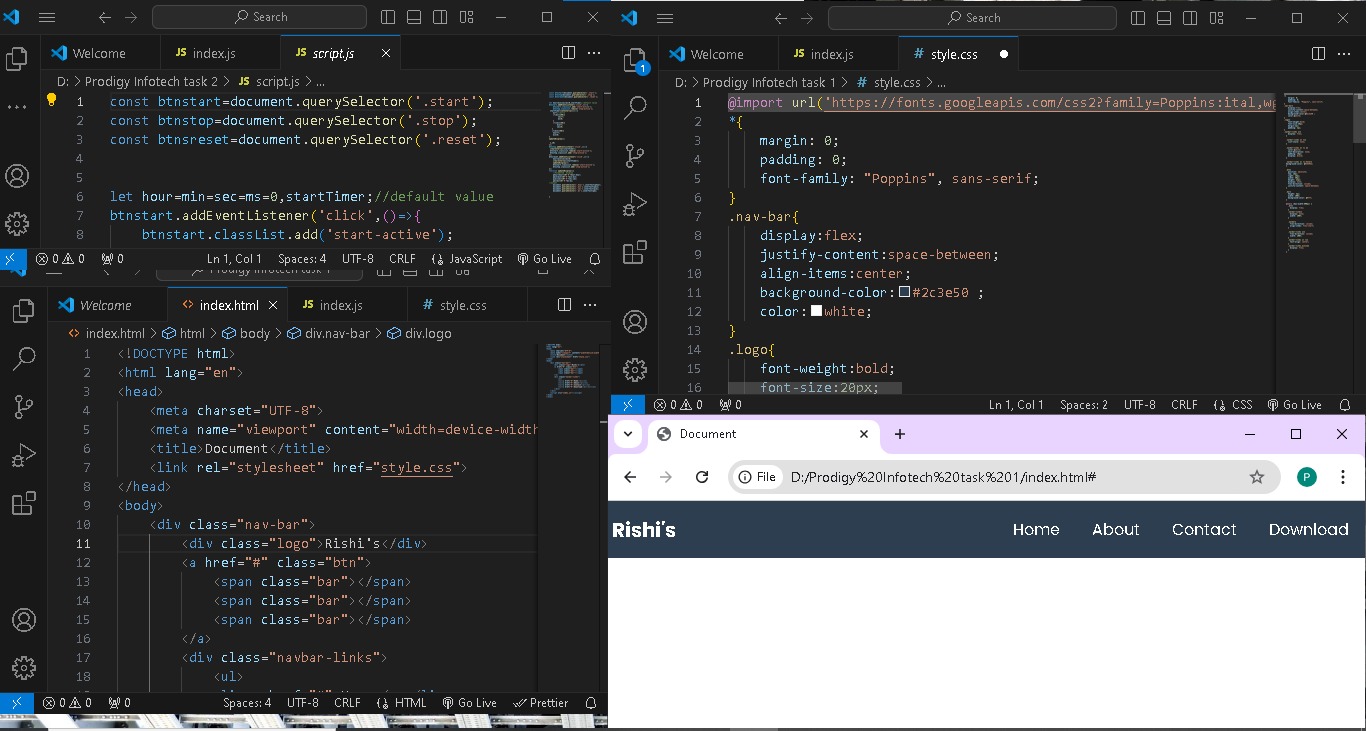 Search
Welcome
JS index.js
JS script.js
D: > Prodigy Infotech task 2 > JS script.js > ...
1 const btnstart=document.querySelector('.start');
2 const btnstop=document.querySelector('.stop');
3 const btnsreset=document.querySelector('.reset');
4
5
6 let hour=min=sec=ms=0,startTimer;//default value
7 btnstart.addEventListener('click',()=>{
8 btnstart.classList.add('start-active');
0 0 0 Ln 1, Col 1 Spaces: 4 UTF-8 CRLF JavaScript Go Live
Search
1
Welcome
JS index.js
# style.css
D: > Prodigy Infotech task 1 > # style.css > ...
1 @import url('https://fonts.googleapis.com/css2?family=Poppins:ital,wg
2 *{
3 margin: 0;
4 padding: 0;
5 font-family: "Poppins", sans-serif;
6 }
7 .nav-bar{
8 display:flex;
9 justify-content:space-between;
10 align-items:center;
11 background-color:#2c3e50 ;
12 color:white;
13 }
14 .logo{
15 font-weight:bold;
16 font-size:20px;
0 0 0 Ln 1, Col 1 Spaces: 2 UTF-8 CRLF CSS Go Live
Prodigy Infotech task 1
Welcome
<> index.html
JS index.js
# style.css
<> index.html > html > body > div.nav-bar > div.logo
1 <!DOCTYPE html>
2 <html lang="en">
3 <head>
4 <meta charset="UTF-8">
5 <meta name="viewport" content="width=device-width
6 <title>Document</title>
7 <link rel="stylesheet" href="style.css">
8 </head>
9 <body>
10 <div class="nav-bar">
11 <div class="logo">Rishi's</div>
12 <a href="#" class="btn">
13 <span class="bar"></span>
14 <span class="bar"></span>
15 <span class="bar"></span>
16 </a>
17 <div class="navbar-links">
18 <ul>
0 0 0 Spaces: 4 UTF-8 CRLF HTML Go Live Prettier
Document
File D:/Prodigy%20Infotech%20task%201/index.html#
P
Rishi's
Home About Contact Download